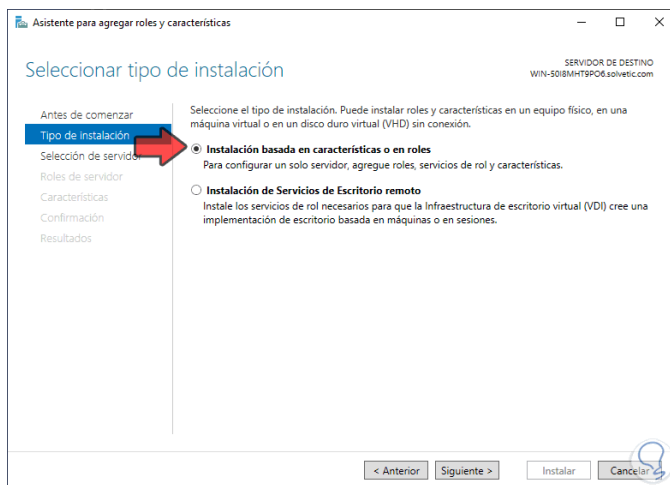 Asistente para agregar roles y características
Seleccionar tipo de instalación
SERVIDOR DE DESTINO
WIN-50I8MHT9PO6.solvetic.com
Antes de comenzar
Tipo de instalación
Selección de servidor
Roles de servidor
Características
Confirmación
Resultados
Seleccione el tipo de instalación. Puede instalar roles y características en un equipo físico, en una
máquina virtual o en un disco duro virtual (VHD) sin conexión.
Instalación basada en características o en roles
Para configurar un solo servidor, agregue roles, servicios de rol y características.
Instalación de Servicios de Escritorio remoto
Instale los servicios de rol necesarios para que la Infraestructura de escritorio virtual (VDI) cree una
implementación de escritorio basada en máquinas o en sesiones.
< Anterior
Siguiente >
Instalar
Cancelar